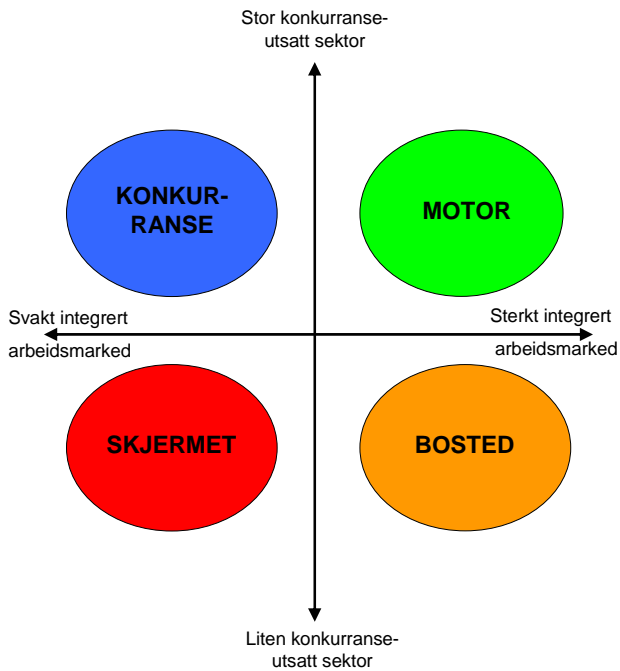 Stor konkurranse-
utsatt sektor
KONKUR-
RANSE
MOTOR
Svakt integrert
arbeidsmarked
Sterkt integrert
arbeidsmarked
SKJERMET
BOSTED
Liten konkurranse-
utsatt sektor